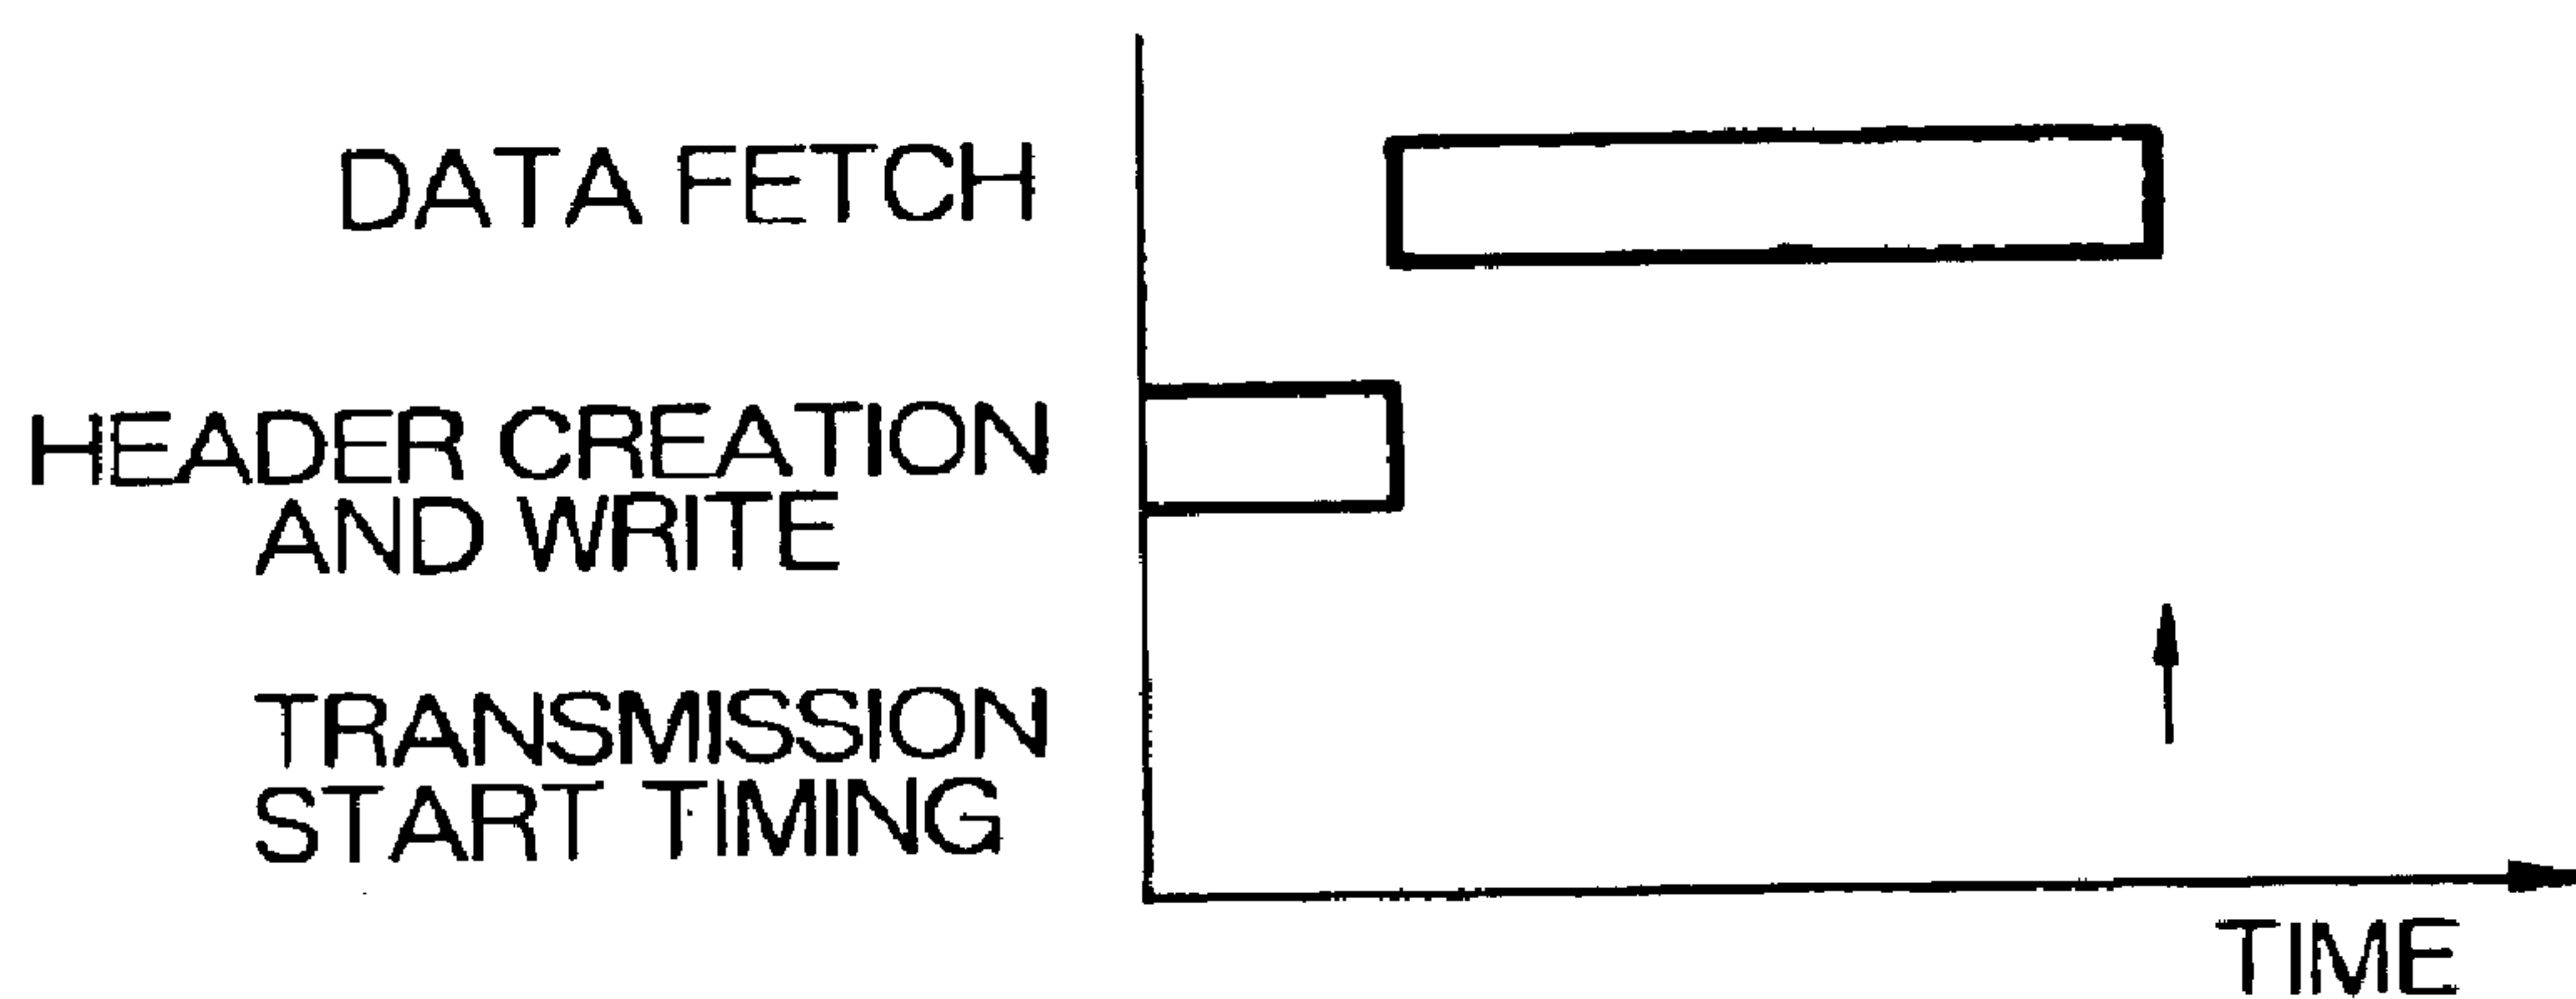 DATA FETCH
HEADER CREATION
AND WRITE
TRANSMISSION
START TIMING
TIME